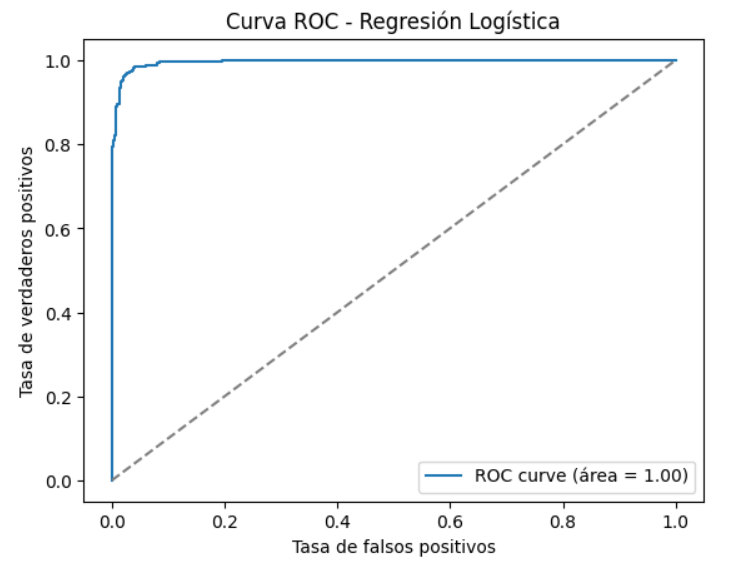 Curva ROC - Regresión Logística
Tasa de verdaderos positivos
1.0
0.8
0.6
0.4
0.2
0.0
ROC curve (área = 1.00)
0.0 0.2 0.4 0.6 0.8 1.0
Tasa de falsos positivos